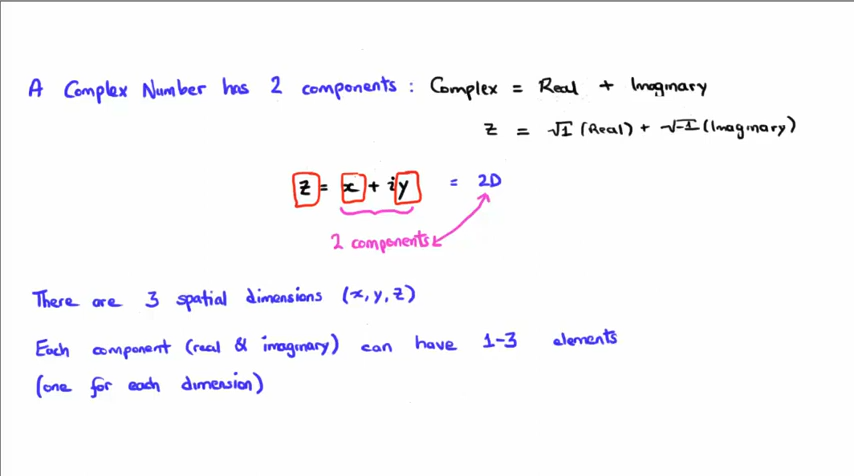 A Complex Number has 2 components : Complex = Real + Imaginary
z = √1 (Real) + √-1 (Imaginary)
z = x + iy = 2D
2 components
There are 3 spatial dimensions (x, y, z)
Each component (real & imaginary) can have 1-3 elements
(one for each dimension)